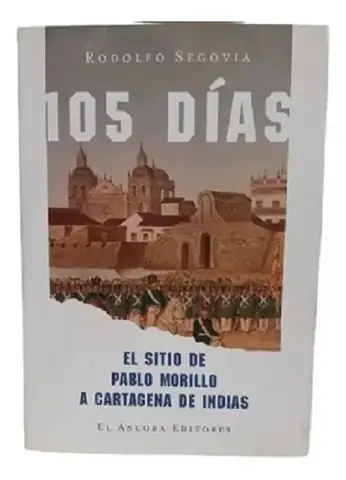 RODOLFO SEGOVIA
105 DÍAS
EL SITIO DE
PABLO MORILLO
A CARTAGENA DE INDIAS
EL ÁNCORA EDITORES